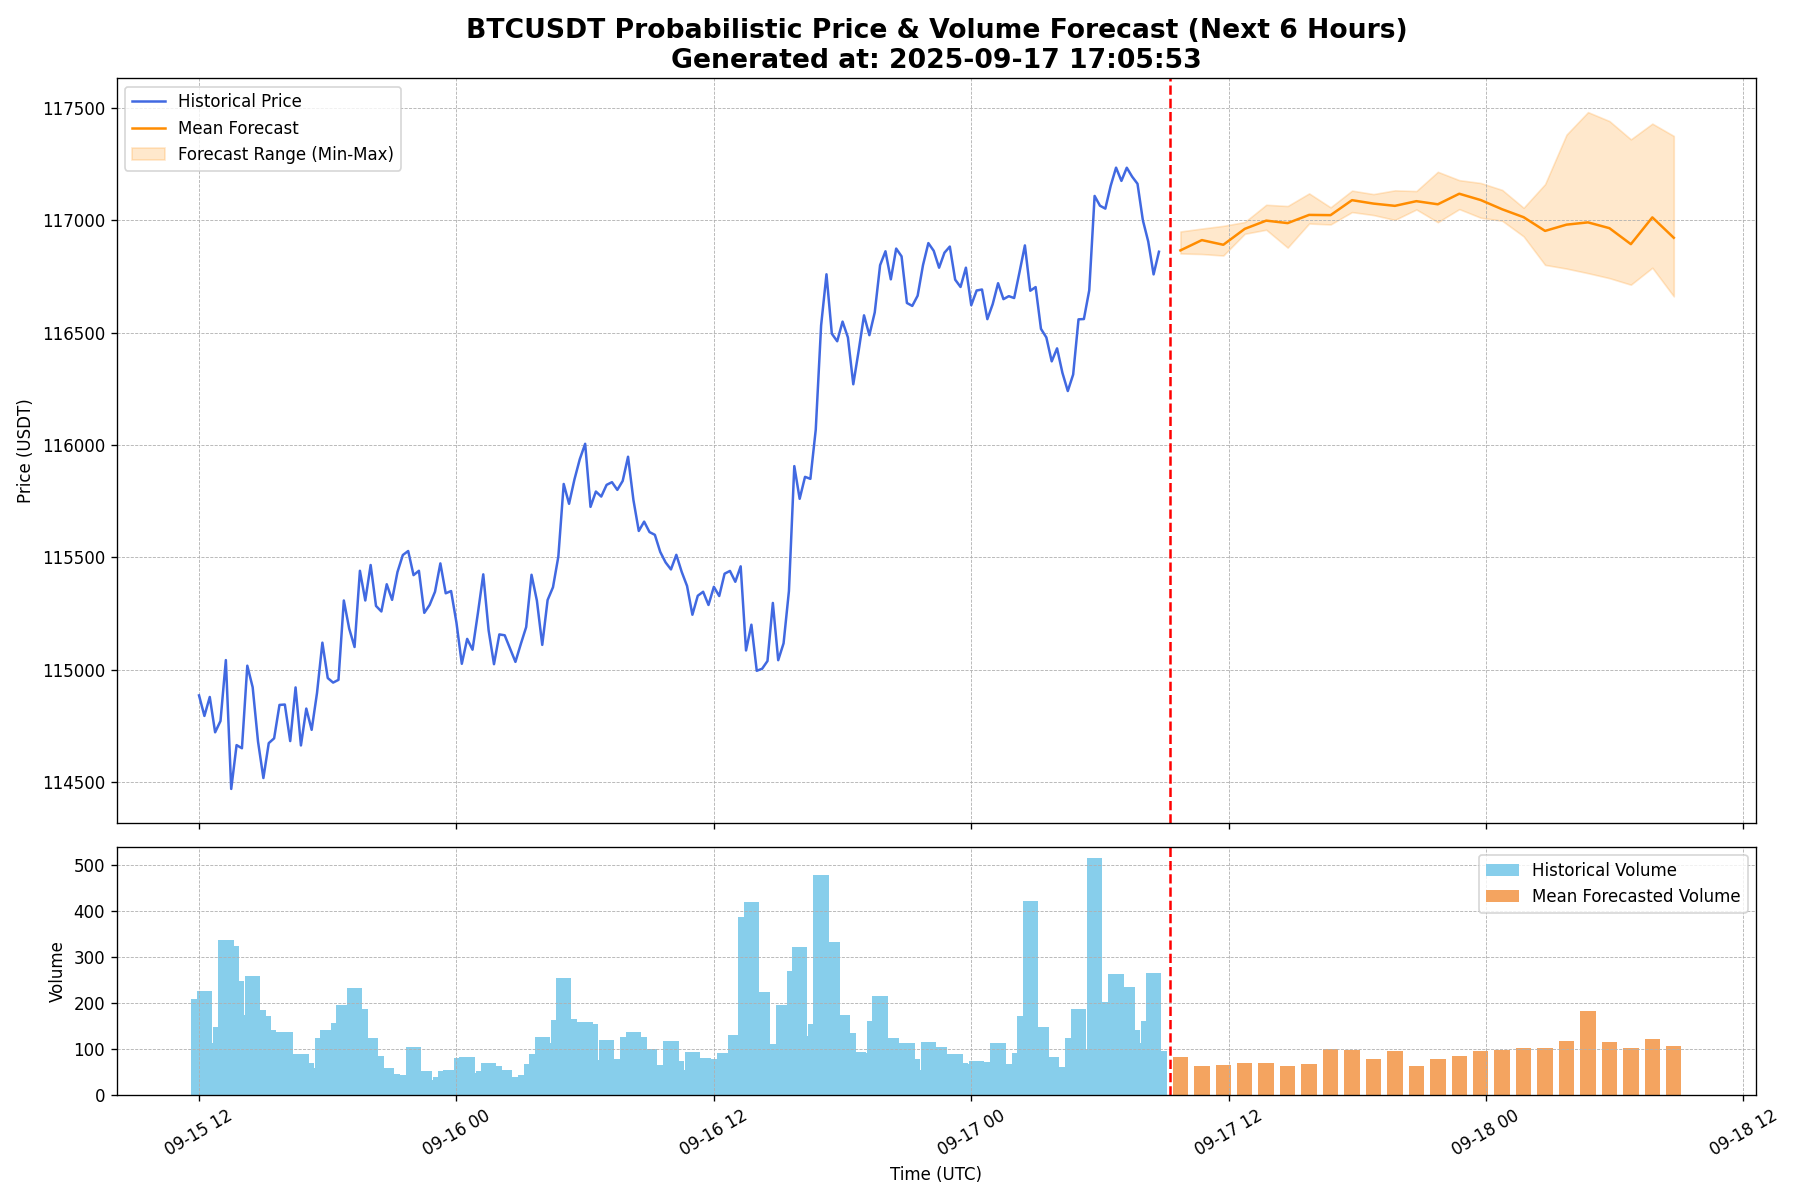 BTCUSDT Probabilistic Price & Volume Forecast (Next 6 Hours)
Generated at: 2025-09-17 17:05:53
Historical Price
Mean Forecast
Forecast Range (Min-Max)
117500
117000
116500
116000
115500
115000
114500
Price (USDT)
Historical Volume
Mean Forecasted Volume
500
400
300
200
100
0
Volume
09-15 12
09-16 00
09-16 12
09-17 00
09-17 12
09-18 00
09-18 12
Time (UTC)